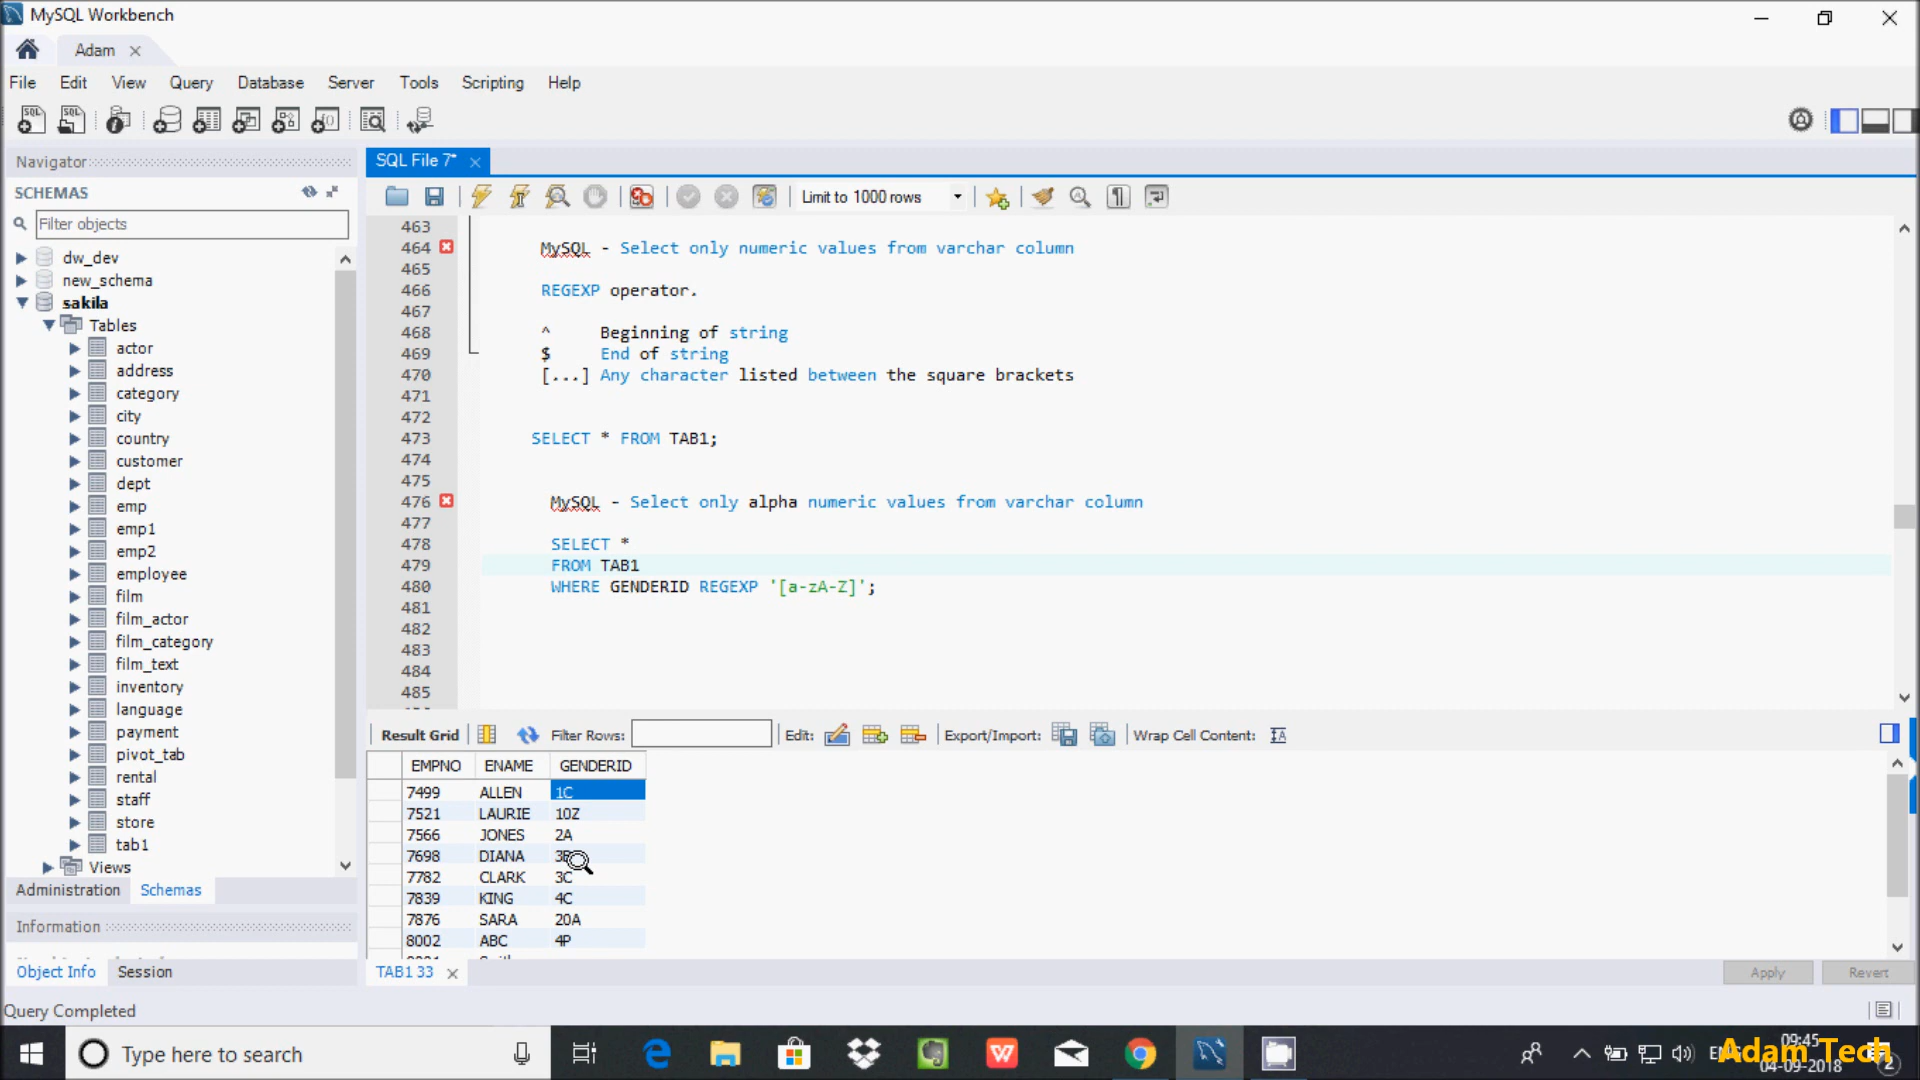 MySQL Workbench
Adam
File Edit View Query Database Server Tools Scripting Help
Navigator
SQL File 7*
SCHEMAS
Limit to 1000 rows
Filter objects
dw_dev
new_schema
sakila
Tables
actor
address
category
city
country
customer
dept
emp
emp1
emp2
employee
film
film_actor
film_category
film_text
inventory
language
payment
pivot_tab
rental
staff
store
tab1
Views
Administration Schemas
Information
Object Info Session
463
464 MySQL - Select only numeric values from varchar column
465
466 REGEXP operator.
467
468 ^ Beginning of string
469 $ End of string
470 [...] Any character listed between the square brackets
471
472
473 SELECT * FROM TAB1;
474
475
476 MySQL - Select only alpha numeric values from varchar column
477
478 SELECT *
479 FROM TAB1
480 WHERE GENDERID REGEXP '[a-zA-Z]';
481
482
483
484
485
Result Grid Filter Rows: Edit: Export/Import: Wrap Cell Content:
EMPNO ENAME GENDERID
7499 ALLEN 1C
7521 LAURIE 10Z
7566 JONES 2A
7698 DIANA
7782 CLARK 3C
7839 KING 4C
7876 SARA 20A
8002 ABC 4P
TAB1 33
Apply Revert
Query Completed
Type here to search
09:45
Adam Tech
04-09-2018
2